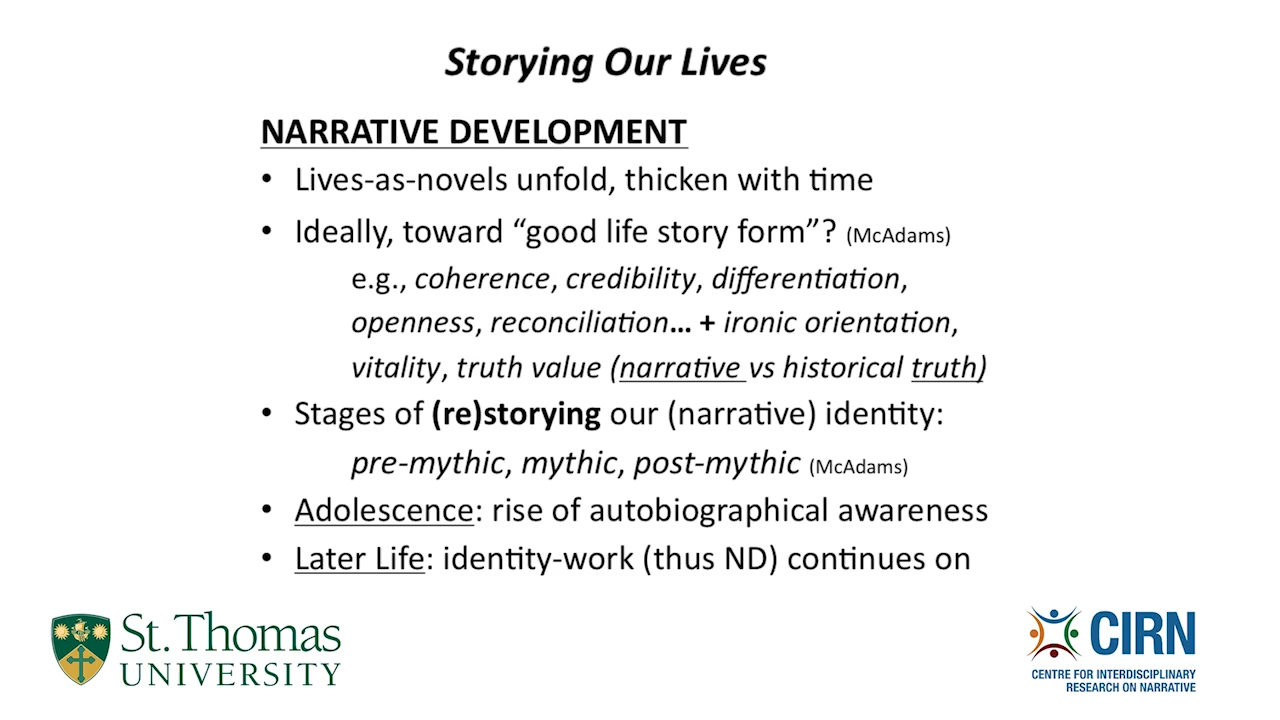 Storying Our Lives
NARRATIVE DEVELOPMENT
• Lives-as-novels unfold, thicken with time
• Ideally, toward “good life story form”? (McAdams)
e.g., coherence, credibility, differentiation,
openness, reconciliation… + ironic orientation,
vitality, truth value (narrative vs historical truth)
• Stages of (re)storying our (narrative) identity:
pre-mythic, mythic, post-mythic (McAdams)
• Adolescence: rise of autobiographical awareness
• Later Life: identity-work (thus ND) continues on
St. Thomas
UNIVERSITY
CIRN
CENTRE FOR INTERDISCIPLINARY
RESEARCH ON NARRATIVE